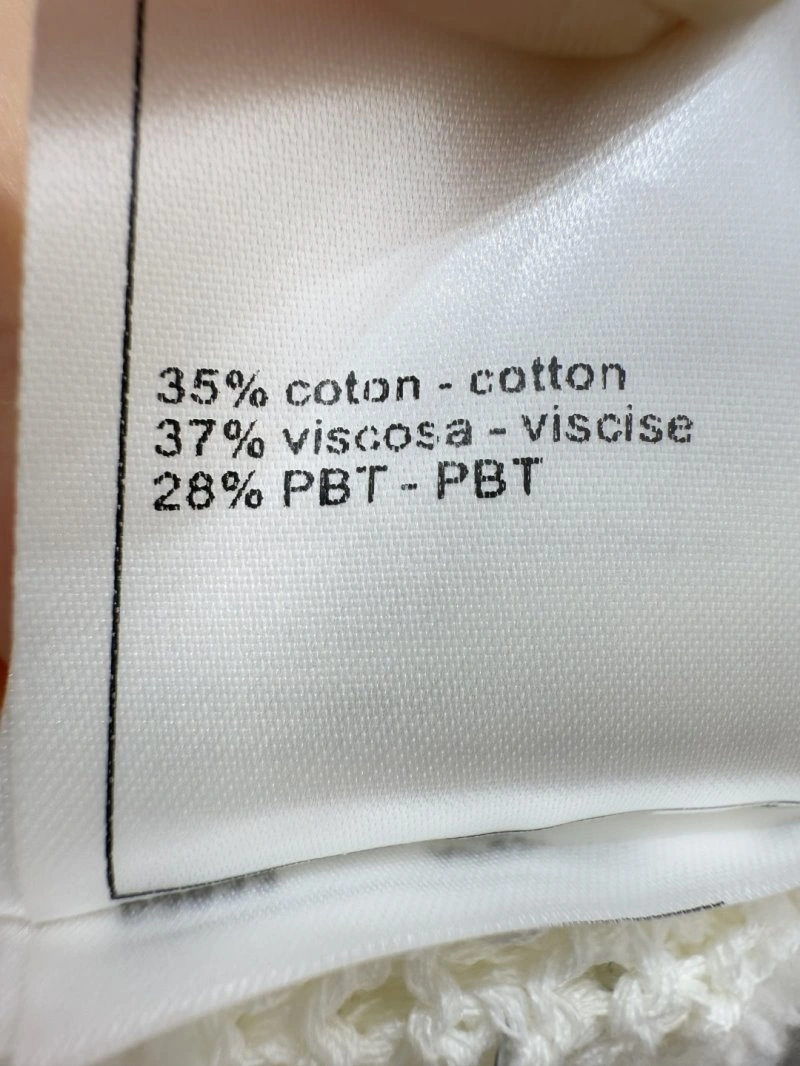 35% coton - cotton
37% viscosa - viscise
28% PBT - PBT